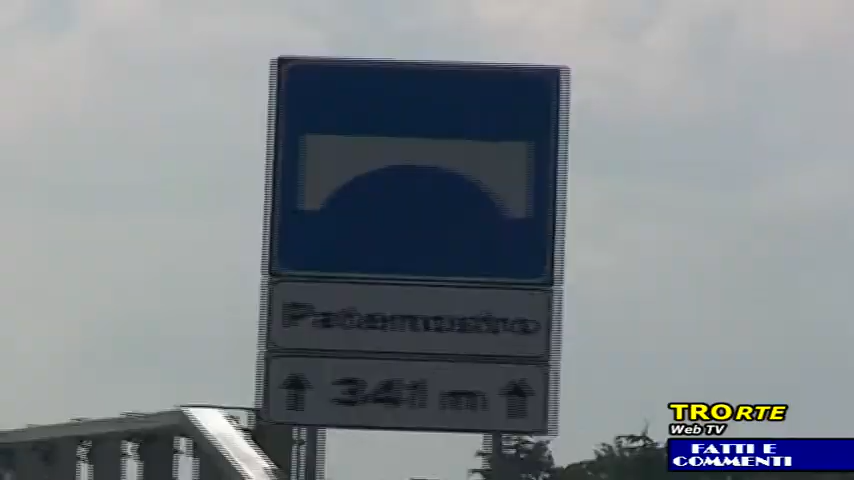 Paternostro
341 m
TRORTE
Web TV
FATTI E
COMMENTI